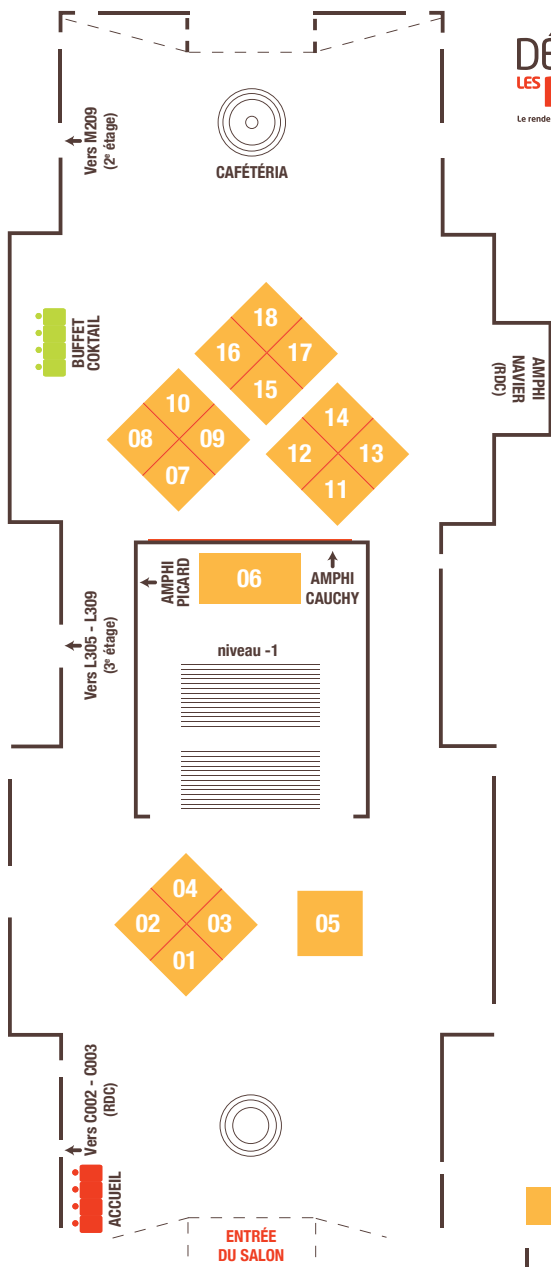 DÉ
LES
Le rende
Vers M209
(2e étage)
CAFÉTÉRIA
BUFFET
COKTAIL
18
16
17
15
AMPHI
NAVIER
(RDC)
10
08
09
07
14
12
13
11
AMPHI
PICARD
06
AMPHI
CAUCHY
Vers L305 - L309
(3e étage)
niveau -1
04
02
03
01
05
Vers C002 - C003
(RDC)
ACCUEIL
ENTRÉE
DU SALON